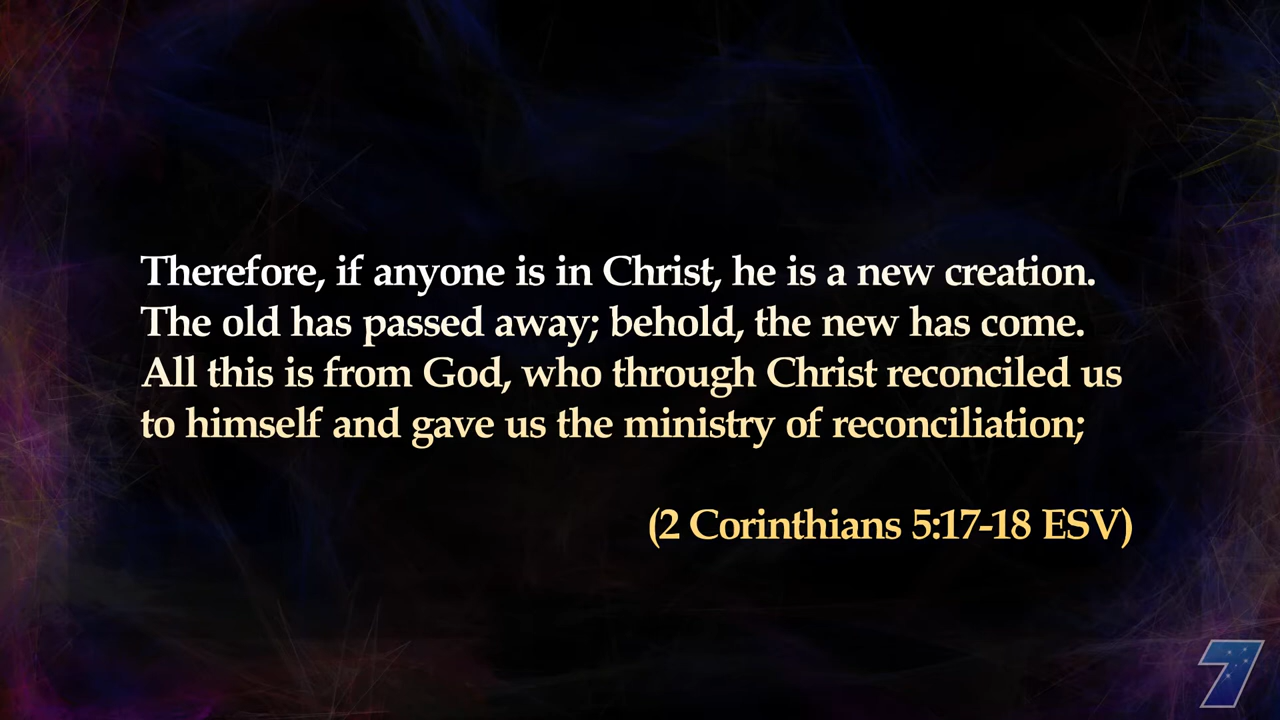 Therefore, if anyone is in Christ, he is a new creation.
The old has passed away; behold, the new has come.
All this is from God, who through Christ reconciled us
to himself and gave us the ministry of reconciliation;
(2 Corinthians 5:17-18 ESV)
7